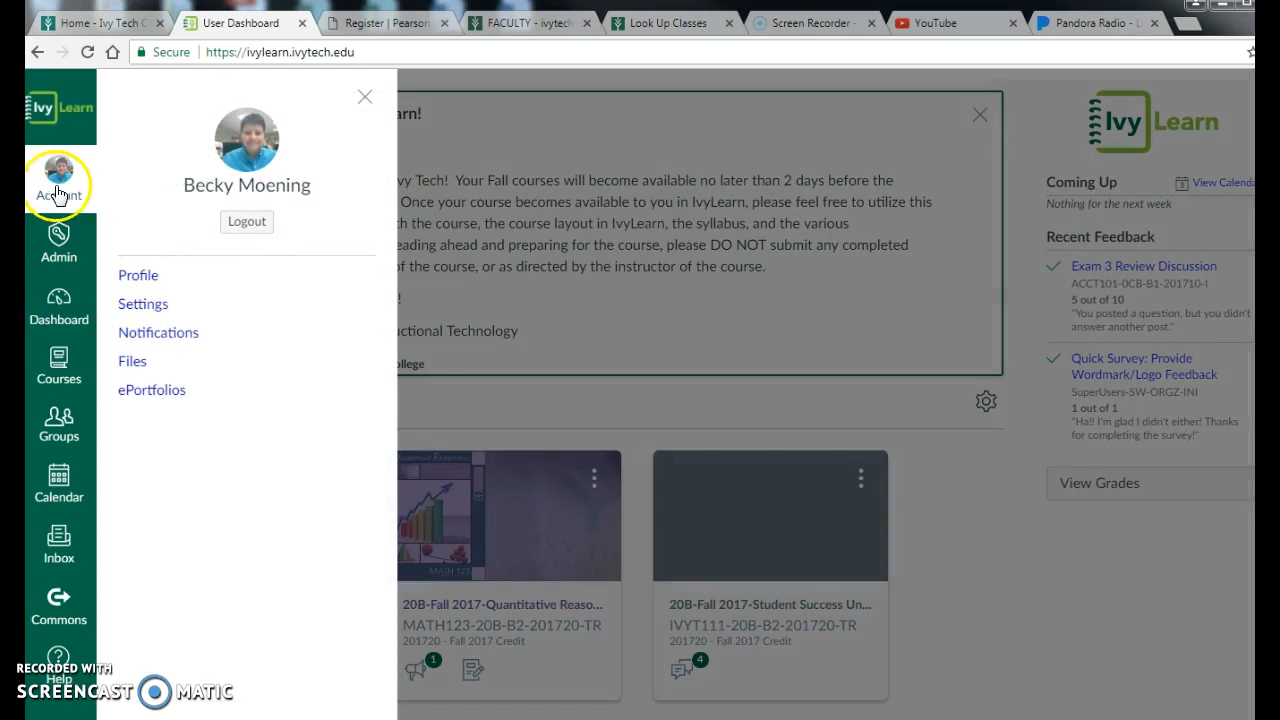 Home - Ivy Tech C
User Dashboard
Register | Pearson
FACULTY - ivytech
Look Up Classes
Screen Recorder -
YouTube
Pandora Radio - L
Secure
https://ivylearn.ivytech.edu
Ivy Learn
Account
Admin
Dashboard
Courses
Groups
Calendar
Inbox
Commons
Help
Becky Moening
Logout
Profile
Settings
Notifications
Files
ePortfolios
arn!
vy Tech! Your Fall courses will become available no later than 2 days before the
Once your course becomes available to you in IvyLearn, please feel free to utilize this
h the course, the course layout in IvyLearn, the syllabus, and the various
eading ahead and preparing for the course, please DO NOT submit any completed
of the course, or as directed by the instructor of the course.
!
uctional Technology
ollege
MATH 123
20B-Fall 2017-Quantitative Reaso...
MATH123-20B-B2-201720-TR
201720 - Fall 2017 Credit
1
20B-Fall 2017-Student Success Un...
IVYT111-20B-B2-201720-TR
201720 - Fall 2017 Credit
4
Ivy Learn
Coming Up
View Calenda
Nothing for the next week
Recent Feedback
Exam 3 Review Discussion
ACCT101-0CB-B1-201710-I
5 out of 10
"You posted a question, but you didn't
answer another post."
Quick Survey: Provide
Wordmark/Logo Feedback
SuperUsers-SW-ORGZ-INI
1 out of 1
"Ha!! I'm glad I didn't either! Thanks
for completing the survey!"
View Grades
RECORDED WITH
SCREENCAST MATIC